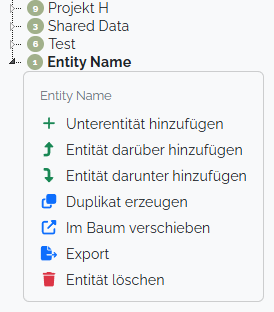 9 Projekt H
3 Shared Data
6 Test
1 Entity Name
Entity Name
Unterentität hinzufügen
Entität darüber hinzufügen
Entität darunter hinzufügen
Duplikat erzeugen
Im Baum verschieben
Export
Entität löschen